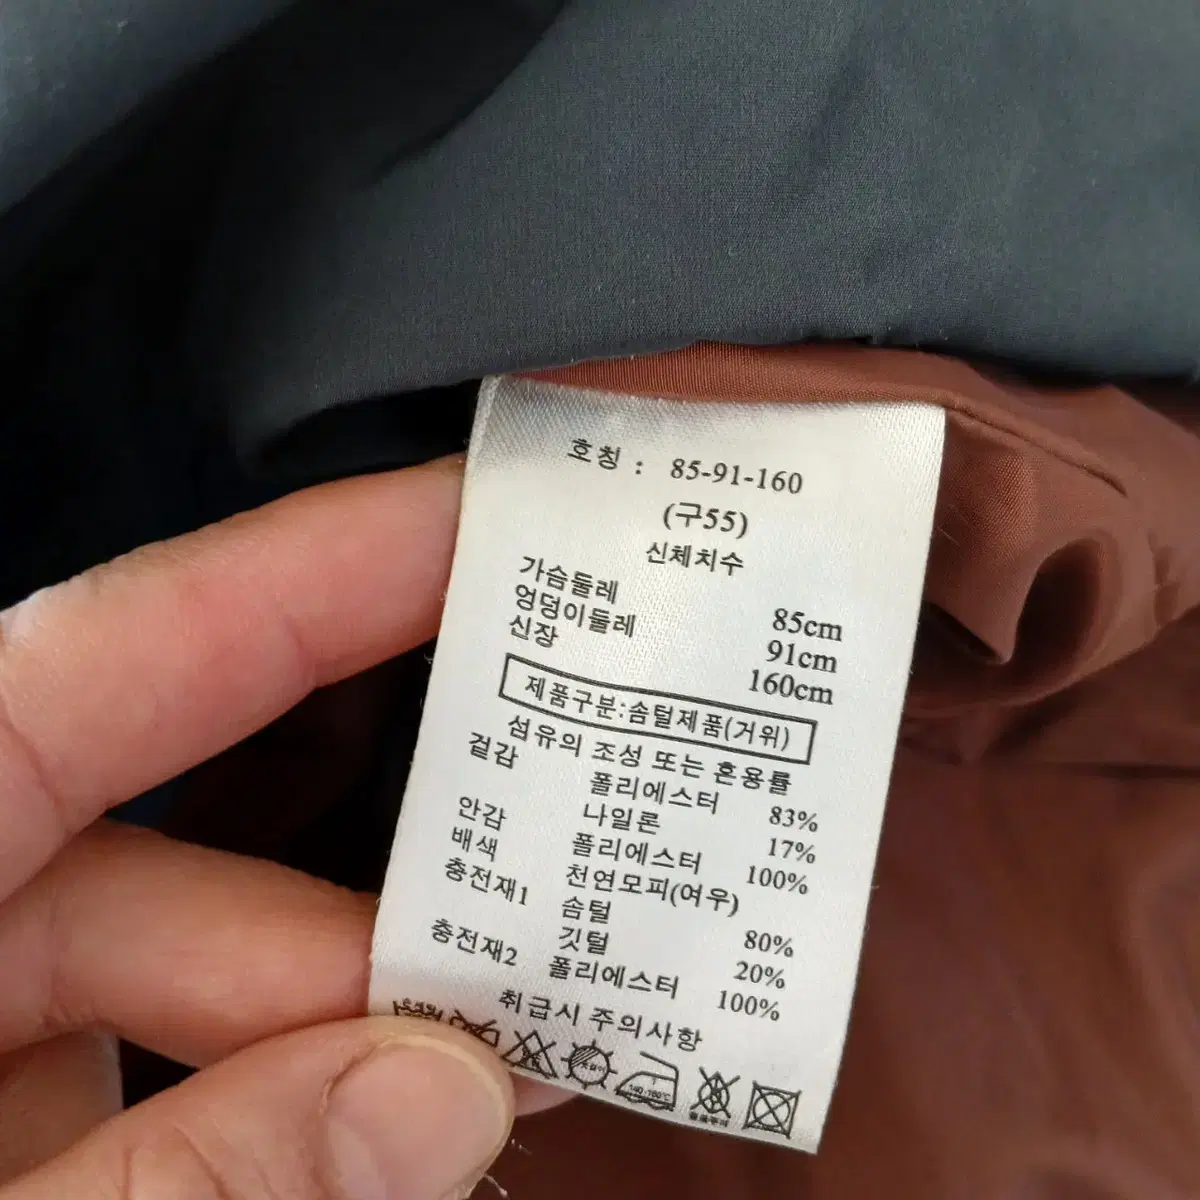 호칭 : 85-91-160
(구55)
신체치수
가슴둘레 85cm
엉덩이둘레 91cm
신장 160cm
제품구분:솜털제품(거위)
섬유의 조성 또는 혼용률
겉감 폴리에스터 83%
나일론 17%
안감 폴리에스터 100%
배색 천연모피(여우)
충전재1 솜털 80%
깃털 20%
충전재2 폴리에스터 100%
취급시 주의사항
140-160℃